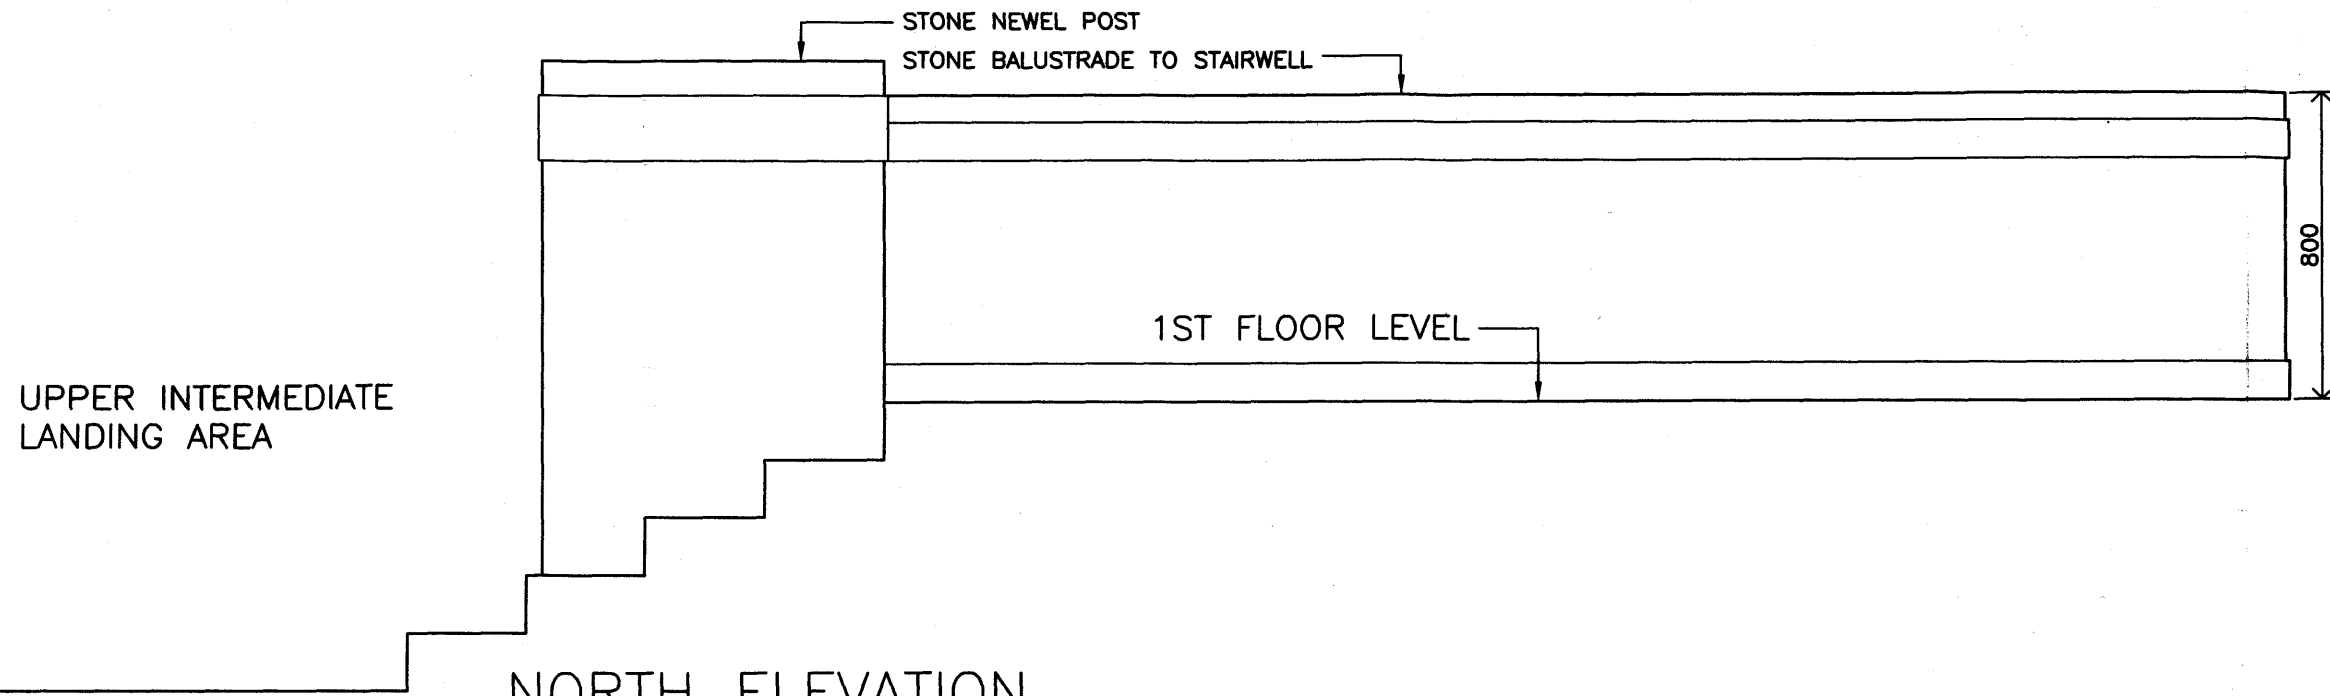 STONE NEWEL POST
STONE BALUSTRADE TO STAIRWELL
800
1ST FLOOR LEVEL
UPPER INTERMEDIATE
LANDING AREA
NORTH ELEVATION